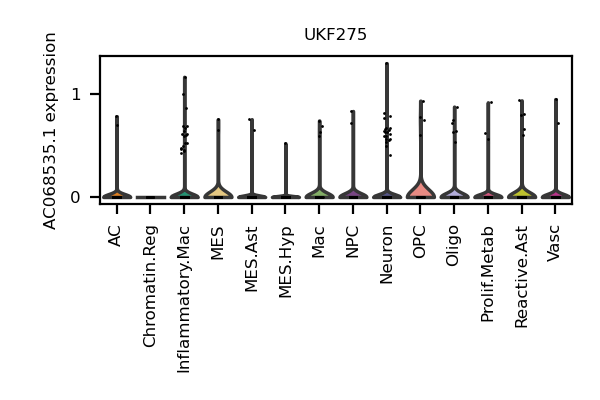 UKF275
AC068535.1 expression
1
0
AC
Chromatin.Reg
Inflammatory.Mac
MES
MES.Ast
MES.Hyp
Mac
NPC
Neuron
OPC
Oligo
Prolif.Metab
Reactive.Ast
Vasc